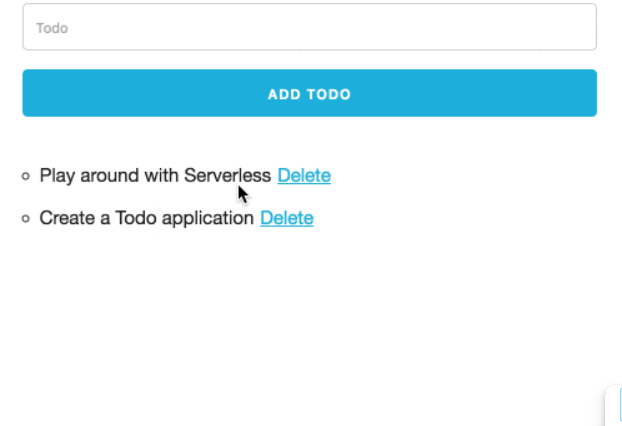 Todo
ADD TODO
Play around with Serverless Delete
Create a Todo application Delete